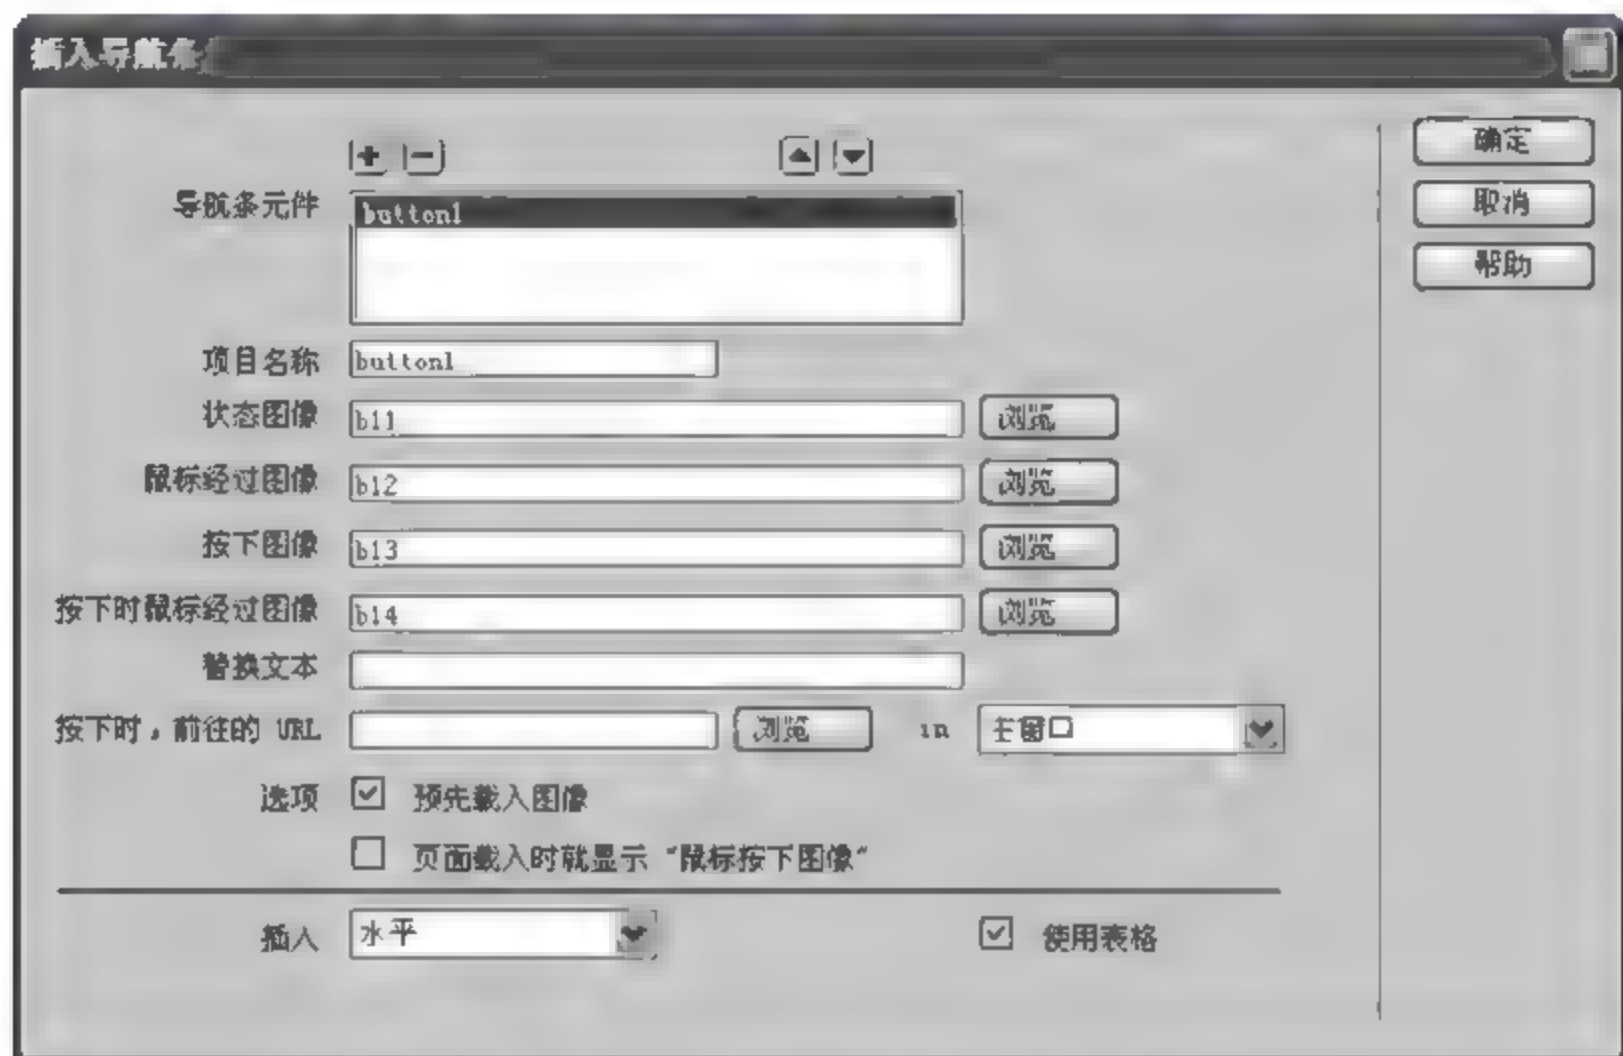 插入导航条
确定
导航条元件 button1
取消
帮助
项目名称 button1
状态图像 b11 浏览
鼠标经过图像 b12 浏览
按下图像 b13 浏览
按下时鼠标经过图像 b14 浏览
替换文本
按下时，前往的 URL 浏览 in 主窗口
选项 预先载入图像
页面载入时就显示“鼠标按下图像”
插入 水平 使用表格